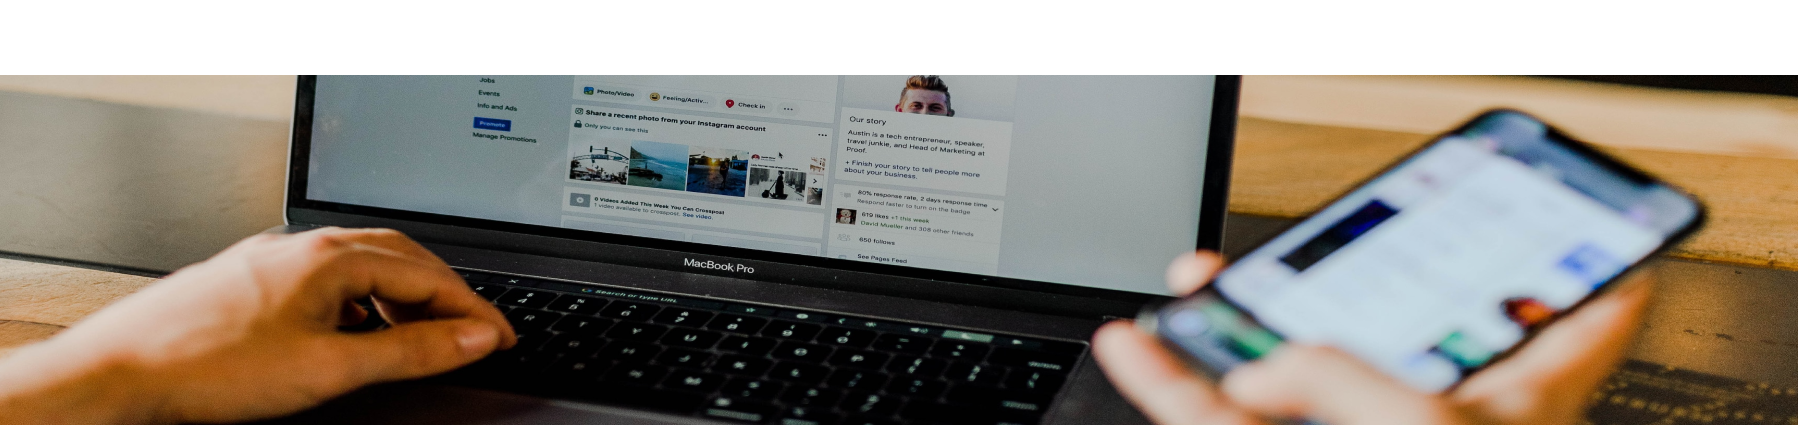 Jobs
Events
Info and Ads
Promote
Manage Promotions
Photo/Video
Feeling/Activ...
Check in
Share a recent photo from your Instagram account
Only you can see this
0 Videos Added This Week You Can Crosspost
1 video available to crosspost. See video
Our story
Austin is a tech entrepreneur, speaker,
travel junkie, and Head of Marketing at
Proof.
+ Finish your story to tell people more
about your business.
80% response rate, 2 days response time
Respond faster to turn on the badge
619 likes +1 this week
David Mueller and 308 other friends
650 follows
See Pages Feed
MacBook Pro
Search or type URL